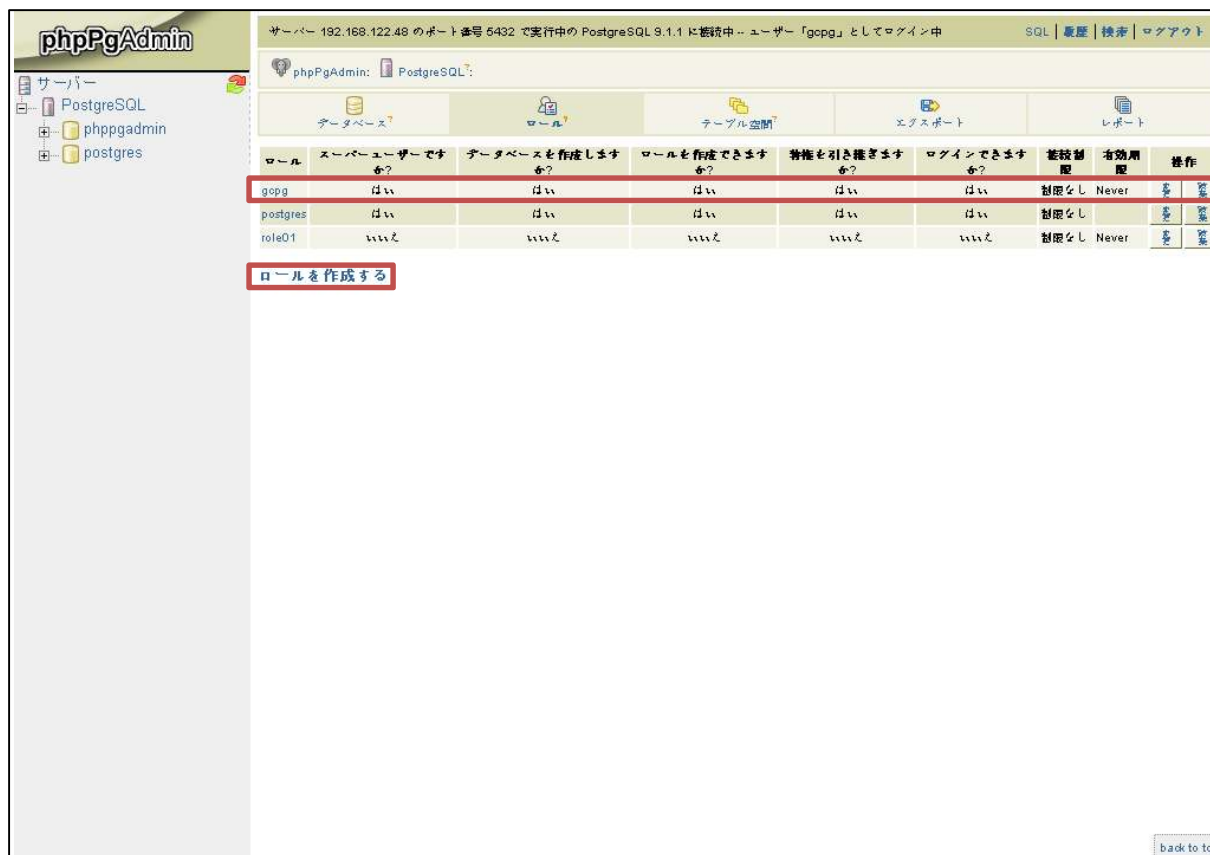 phpPgAdmin
サーバー 192.168.122.48 のポート番号 5432 で実行中の PostgreSQL 9.1.1 に接続中 -- ユーザー 「gcpg」 としてログイン中
SQL | 履歴 | 検索 | ログアウト
サーバー
PostgreSQL
phppgadmin
postgres
phpPgAdmin: PostgreSQL?:
データベース?
ロール?
テーブル空間?
エクスポート
レポート
ロール スーパーユーザーですか? データベースを作成しますか? ロールを作成できますか? 特権を引き継ぎますか? ログインできますか? 接続制限 有効期限 操作
gcpg はい はい はい はい はい 制限なし Never
postgres はい はい はい はい はい 制限なし
role01 いいえ いいえ いいえ いいえ いいえ 制限なし Never
ロールを作成する
back to to